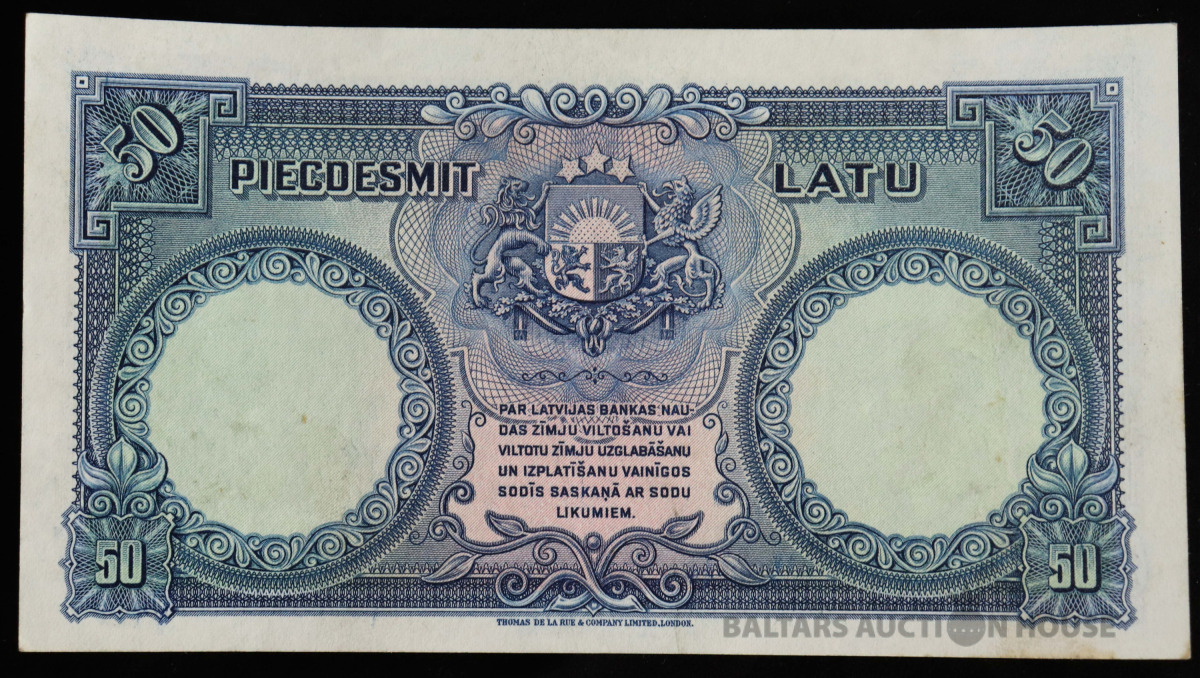 50 50
PIECDESMIT LATU
PAR LATVIJAS BANKAS NAU-
DAS ZĪMJU VILTOŠANU VAI
VILTOTU ZĪMJU UZGLABĀŠANU
UN IZPLATĪŠANU VAINĪGOS
SODĪS SASKAŅĀ AR SODU
LIKUMIEM.
50 50
THOMAS DE LA RUE & COMPANY LIMITED, LONDON.
BALTARS AUCTION HOUSE